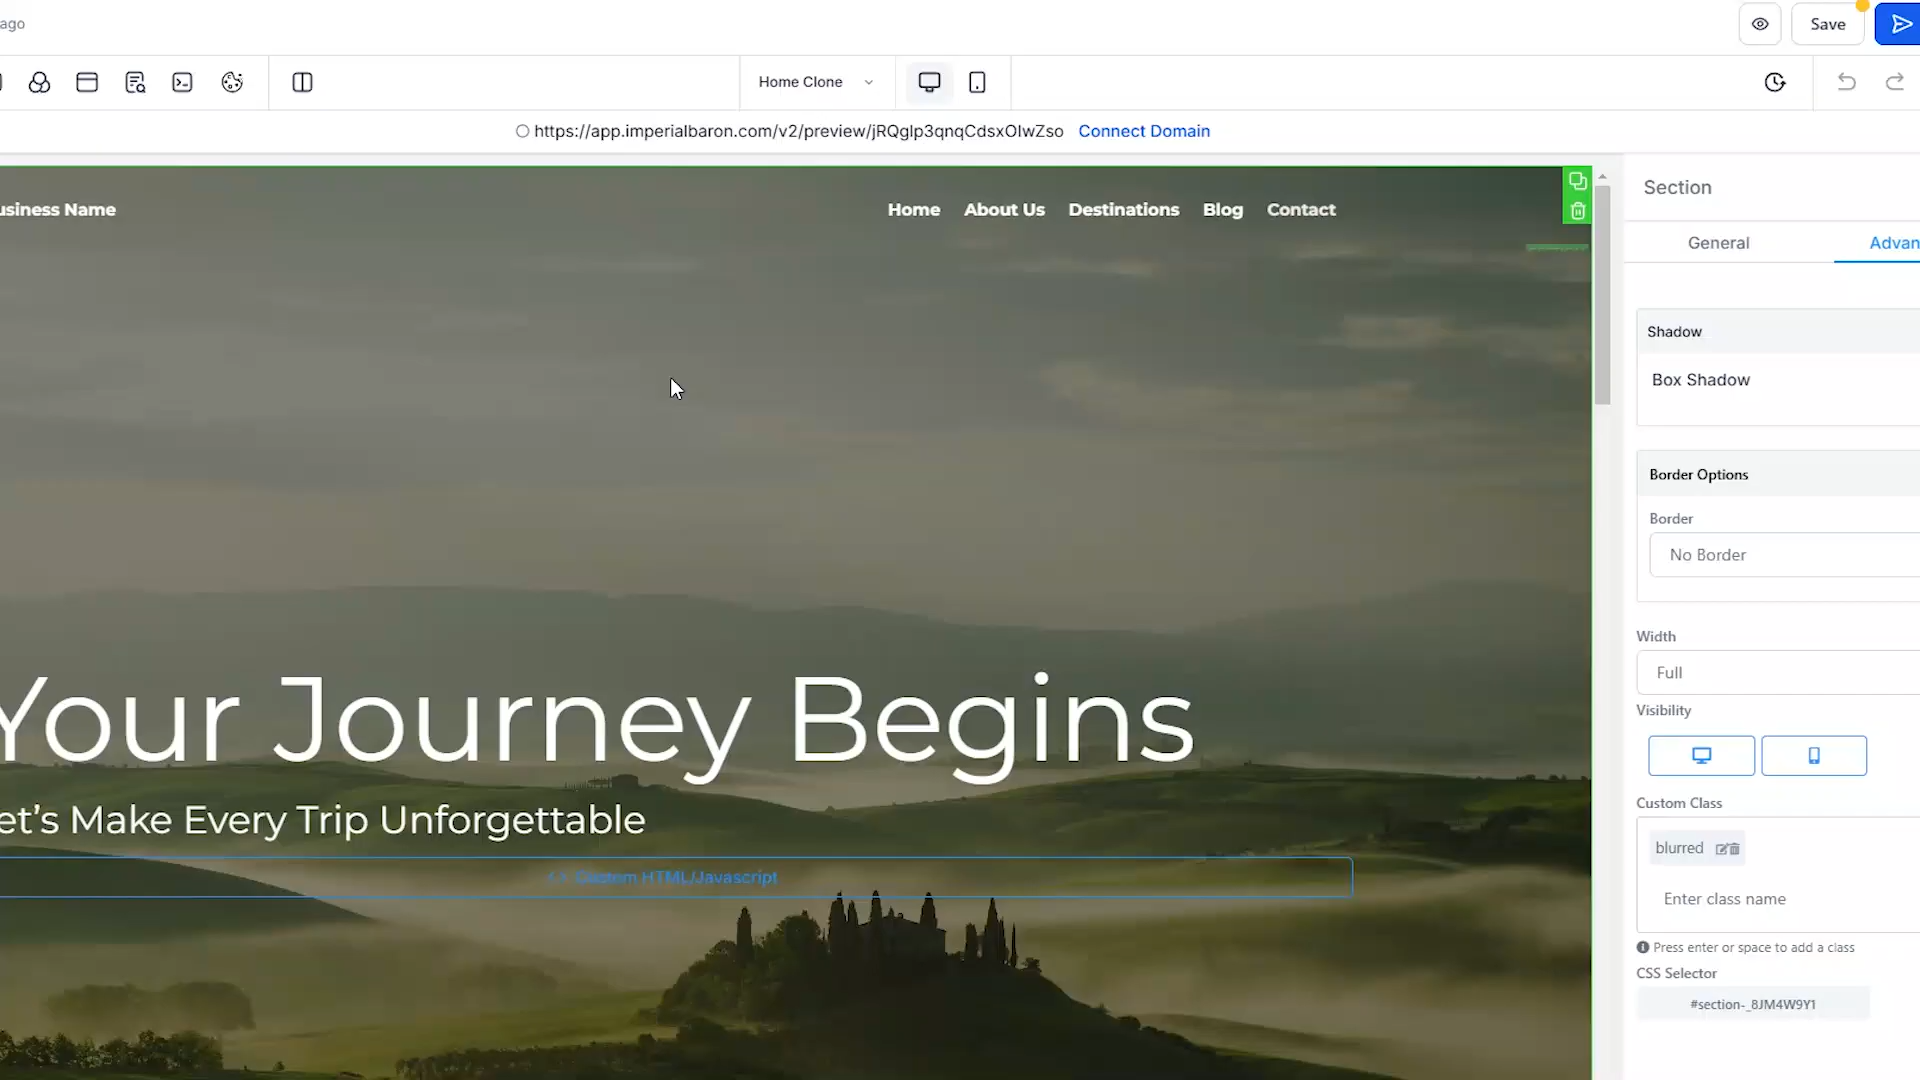 ago
Save
Home Clone
https://app.imperialbaron.com/v2/preview/jRQglp3qnqCdsxOIwZso Connect Domain
usiness Name
Home About Us Destinations Blog Contact
Section
General
Advan
Shadow
Box Shadow
Border Options
Border
No Border
Width
Full
Visibility
Your Journey Begins
et’s Make Every Trip Unforgettable
<> Custom HTML/Javascript
Custom Class
blurred
Enter class name
Press enter or space to add a class
CSS Selector
#section-_8JM4W9Y1